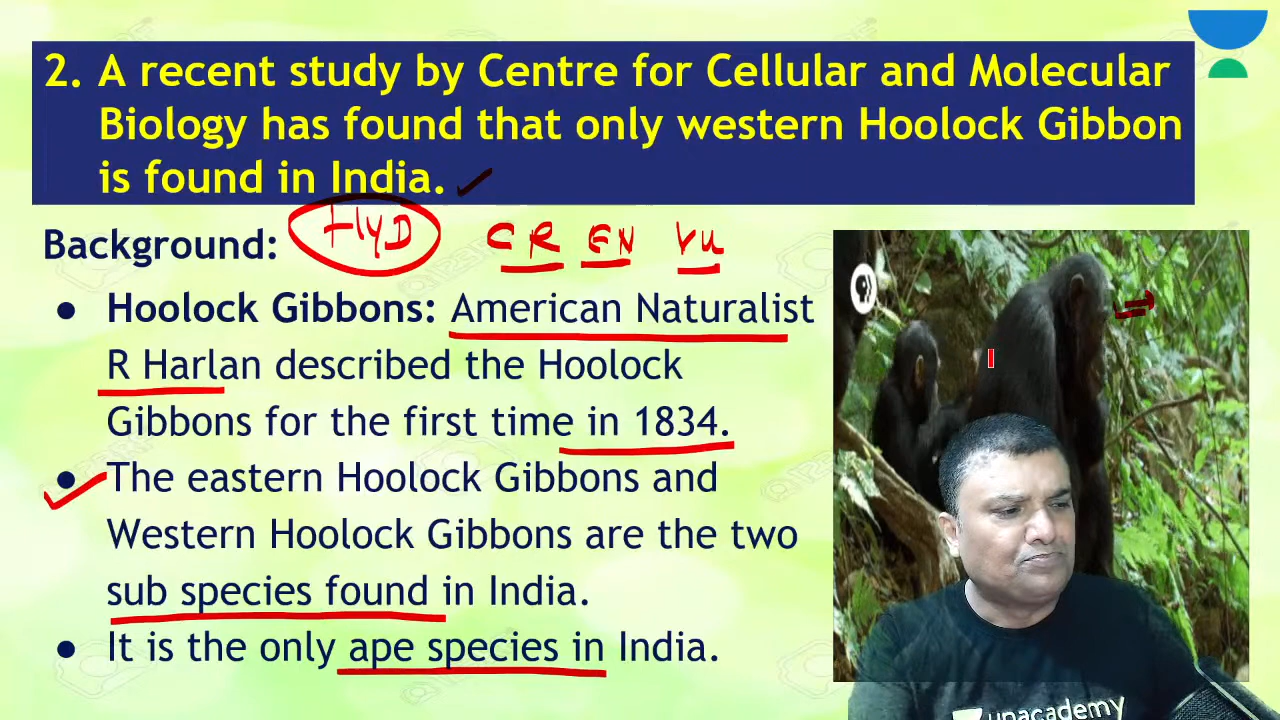 2. A recent study by Centre for Cellular and Molecular
Biology has found that only western Hoolock Gibbon
is found in India.
Background: HyD CR EN VU
● Hoolock Gibbons: American Naturalist
R Harlan described the Hoolock
Gibbons for the first time in 1834.
● The eastern Hoolock Gibbons and
Western Hoolock Gibbons are the two
sub species found in India.
● It is the only ape species in India.
unacademy